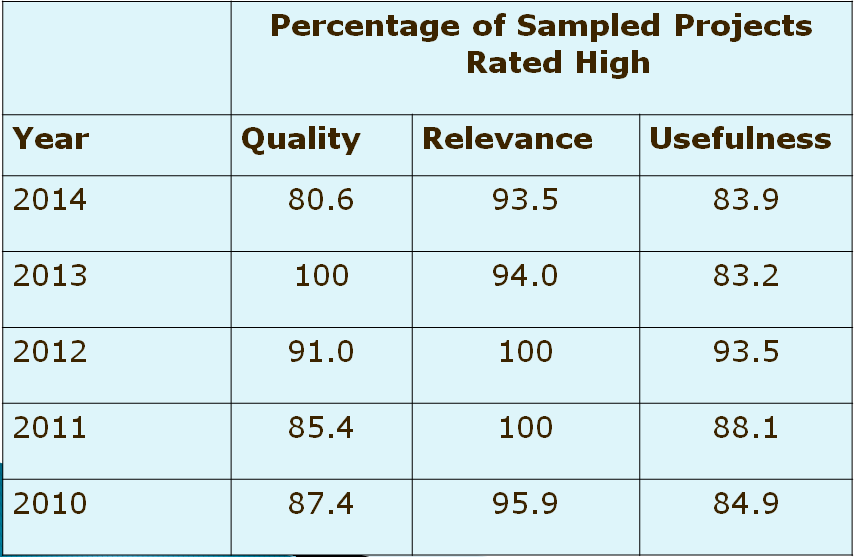 Percentage of Sampled Projects
Rated High
Year Quality Relevance Usefulness
2014 80.6 93.5 83.9
2013 100 94.0 83.2
2012 91.0 100 93.5
2011 85.4 100 88.1
2010 87.4 95.9 84.9